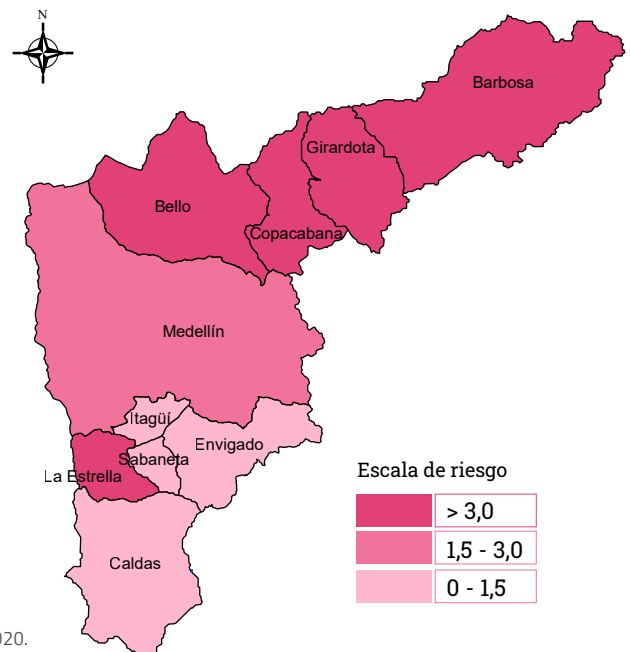 N
Barbosa
Girardota
Bello
Copacabana
Medellín
Itagüí
Envigado
Sabaneta
La Estrella
Caldas
Escala de riesgo
> 3,0
1,5 - 3,0
0 - 1,5